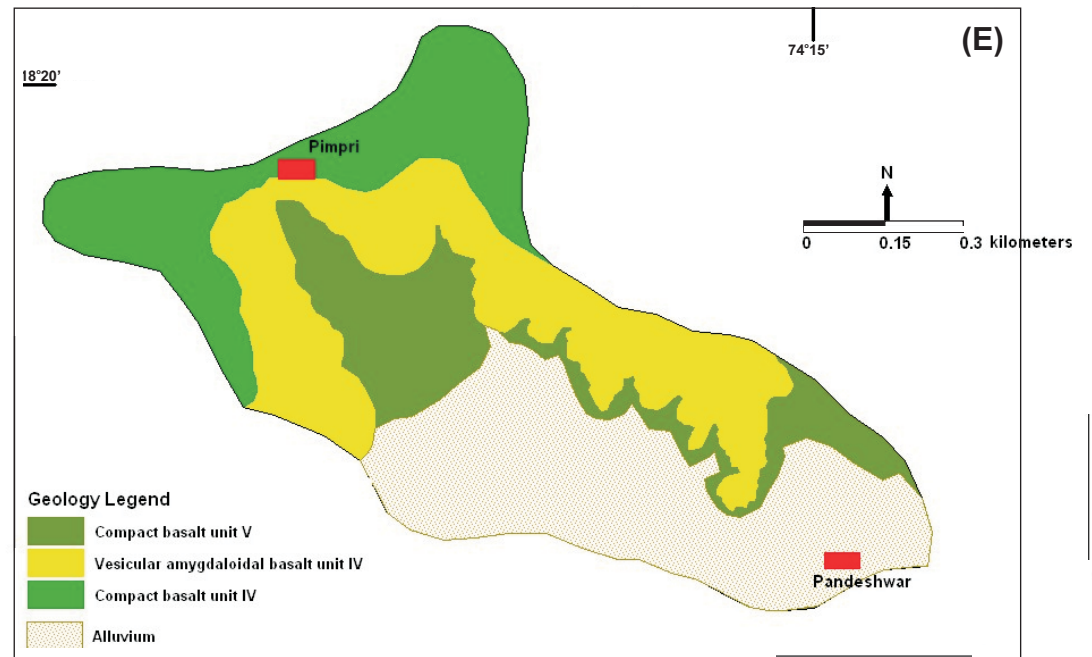 (E)
74°15'
18°20'
Pimpri
N
0 0.15 0.3 kilometers
Geology Legend
Compact basalt unit V
Vesicular amygdaloidal basalt unit IV
Compact basalt unit IV
Alluvium
Pandeshwar